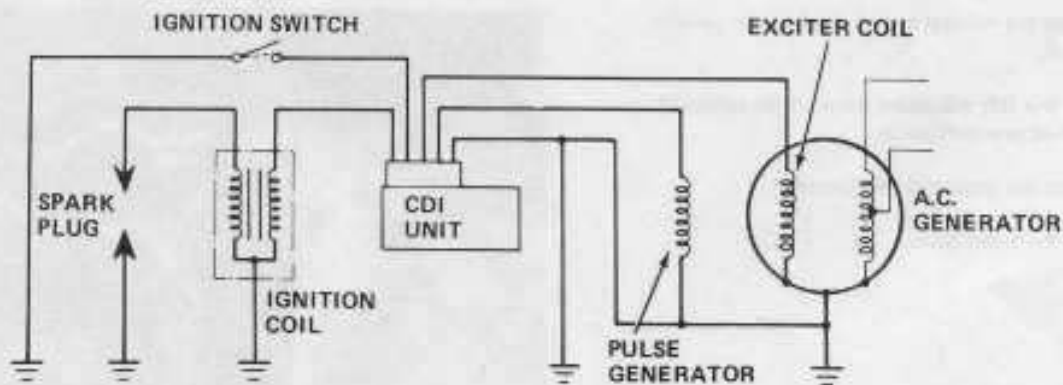 IGNITION SWITCH
EXCITER COIL
SPARK
PLUG
CDI
UNIT
A.C.
GENERATOR
IGNITION
COIL
PULSE
GENERATOR